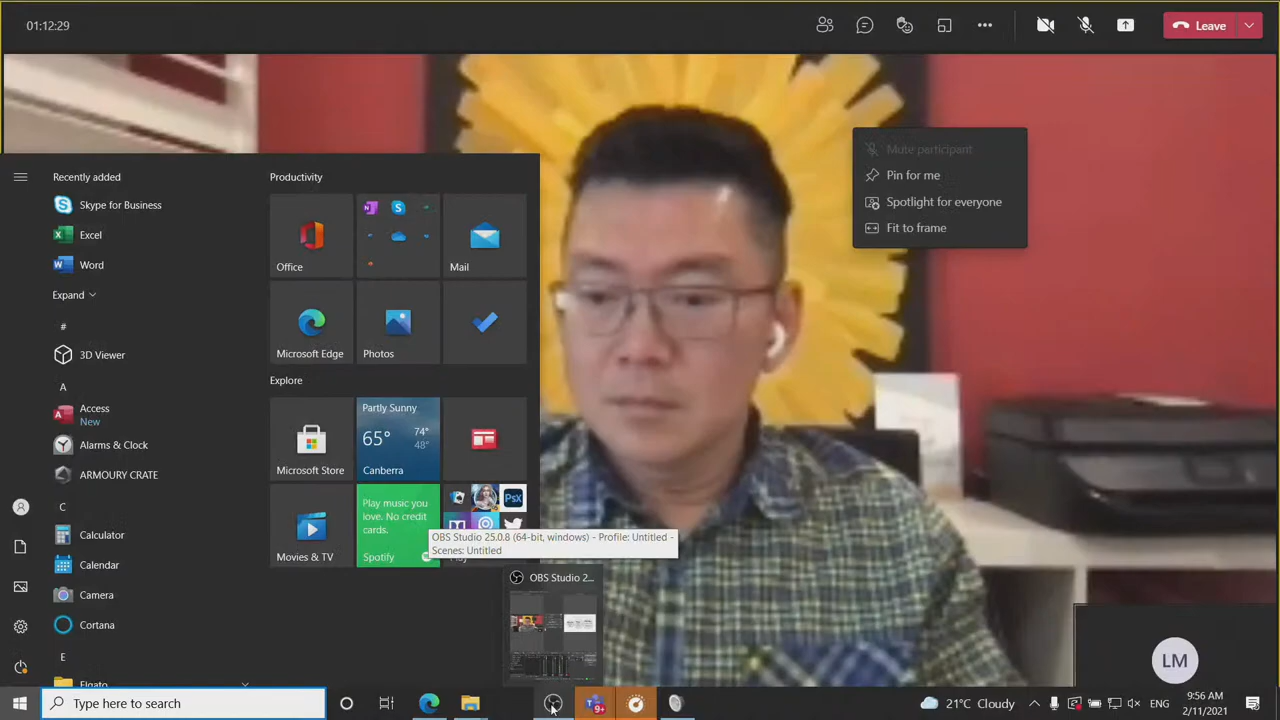 01:12:29
Leave
Mute participant
Pin for me
Spotlight for everyone
Fit to frame
Recently added
Skype for Business
Excel
Word
Expand
#
3D Viewer
A
Access
New
Alarms & Clock
ARMOURY CRATE
C
Calculator
Calendar
Camera
Cortana
E
Elgato
Productivity
Office
Mail
Microsoft Edge
Photos
Explore
Microsoft Store
Partly Sunny
65°
74°
48°
Canberra
Movies & TV
Play music you
love. No credit
cards.
Spotify
PsX
OBS Studio 25.0.8 (64-bit, windows) - Profile: Untitled -
Scenes: Untitled
OBS Studio 2...
LM
Type here to search
9+
21°C Cloudy
ENG
9:56 AM
2/11/2021